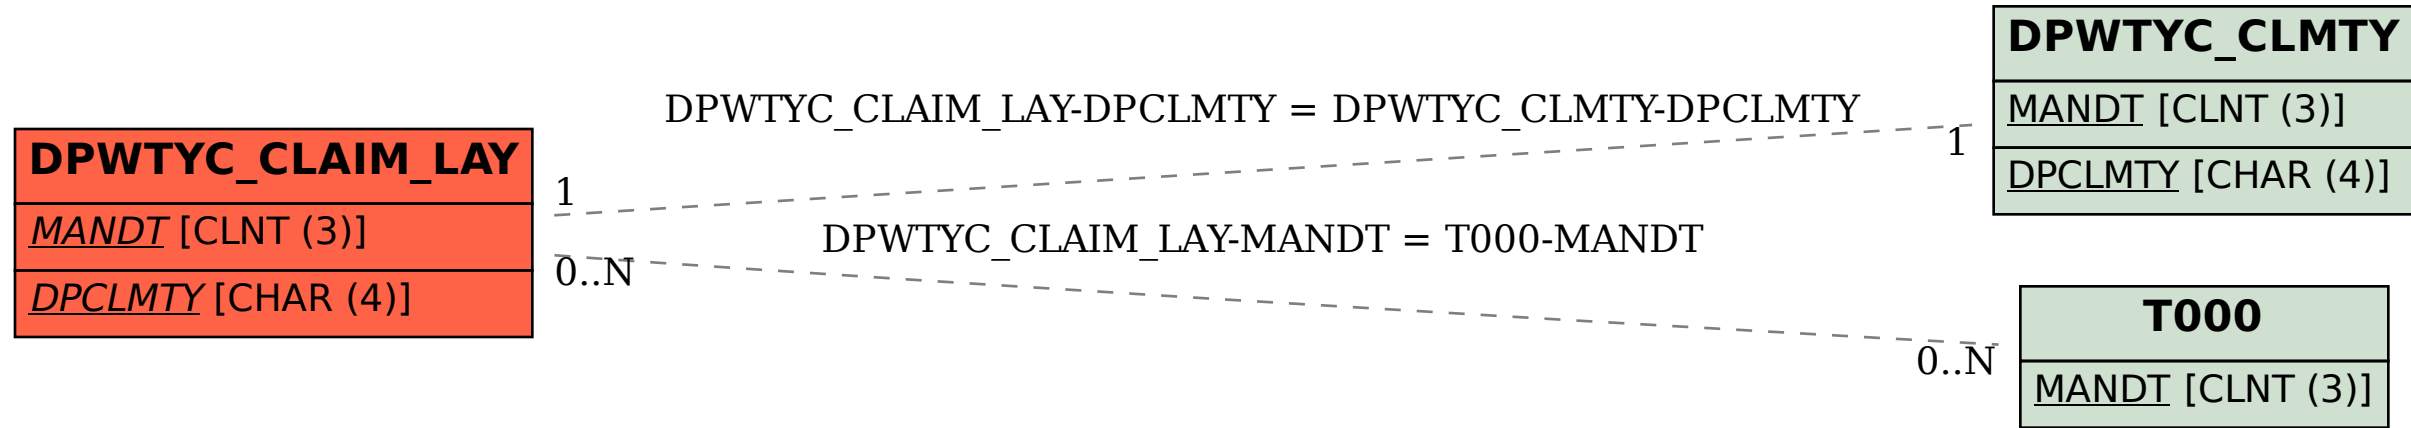 DPWTYC_CLAIM_LAY
MANDT [CLNT (3)]
DPCLMTY [CHAR (4)]
DPWTYC_CLAIM_LAY-DPCLMTY = DPWTYC_CLMTY-DPCLMTY
1
1
DPWTYC_CLAIM_LAY-MANDT = T000-MANDT
0..N
0..N
DPWTYC_CLMTY
MANDT [CLNT (3)]
DPCLMTY [CHAR (4)]
T000
MANDT [CLNT (3)]